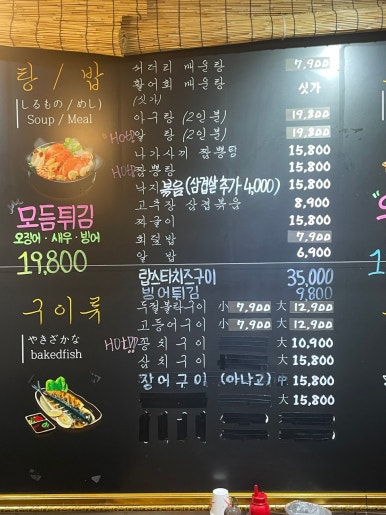 탕 / 밥
(しるもの / めし)
Soup / Meal
모듬튀김
오징어·새우·빙어
19,800
서더리 매운탕 7,900
활어회 매운탕 싯가
(싯가)
아구탕 (2인분) 19,800
HOT!! 알 탕 (2인분) 19,800
나가사끼 짬뽕탕 15,800
HOT!! 짬뽕탕 15,800
낙지볶음(삼겹살추가 4,000) 15,800
고추장 삼겹볶음 8,900
찌글이 15,800
회덮밥 7,900
알 밥 6,900
랍스타치즈구이 35,000
빙어튀김 9,800
구이류
やきざかな
bakedfish
두절볼락구이 小 7,900 大 12,900
고등어구이 小 7,900 大 12,900
HOT!! 꽁치구이 大 10,900
삼치구이 大 15,800
장어구이 (아나고) 大 15,800
大 15,800